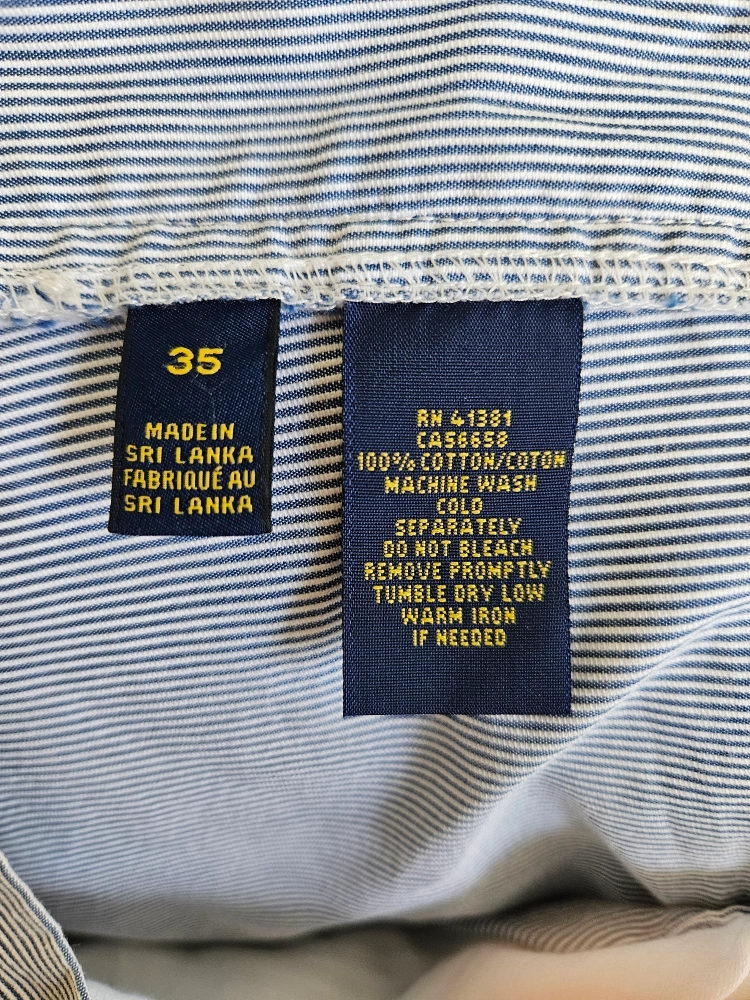 35
MADE IN
SRI LANKA
FABRIQUÉ AU
SRI LANKA
RN 41381
CA56658
100% COTTON/COTON
MACHINE WASH
COLD
SEPARATELY
DO NOT BLEACH
REMOVE PROMPTLY
TUMBLE DRY LOW
WARM IRON
IF NEEDED